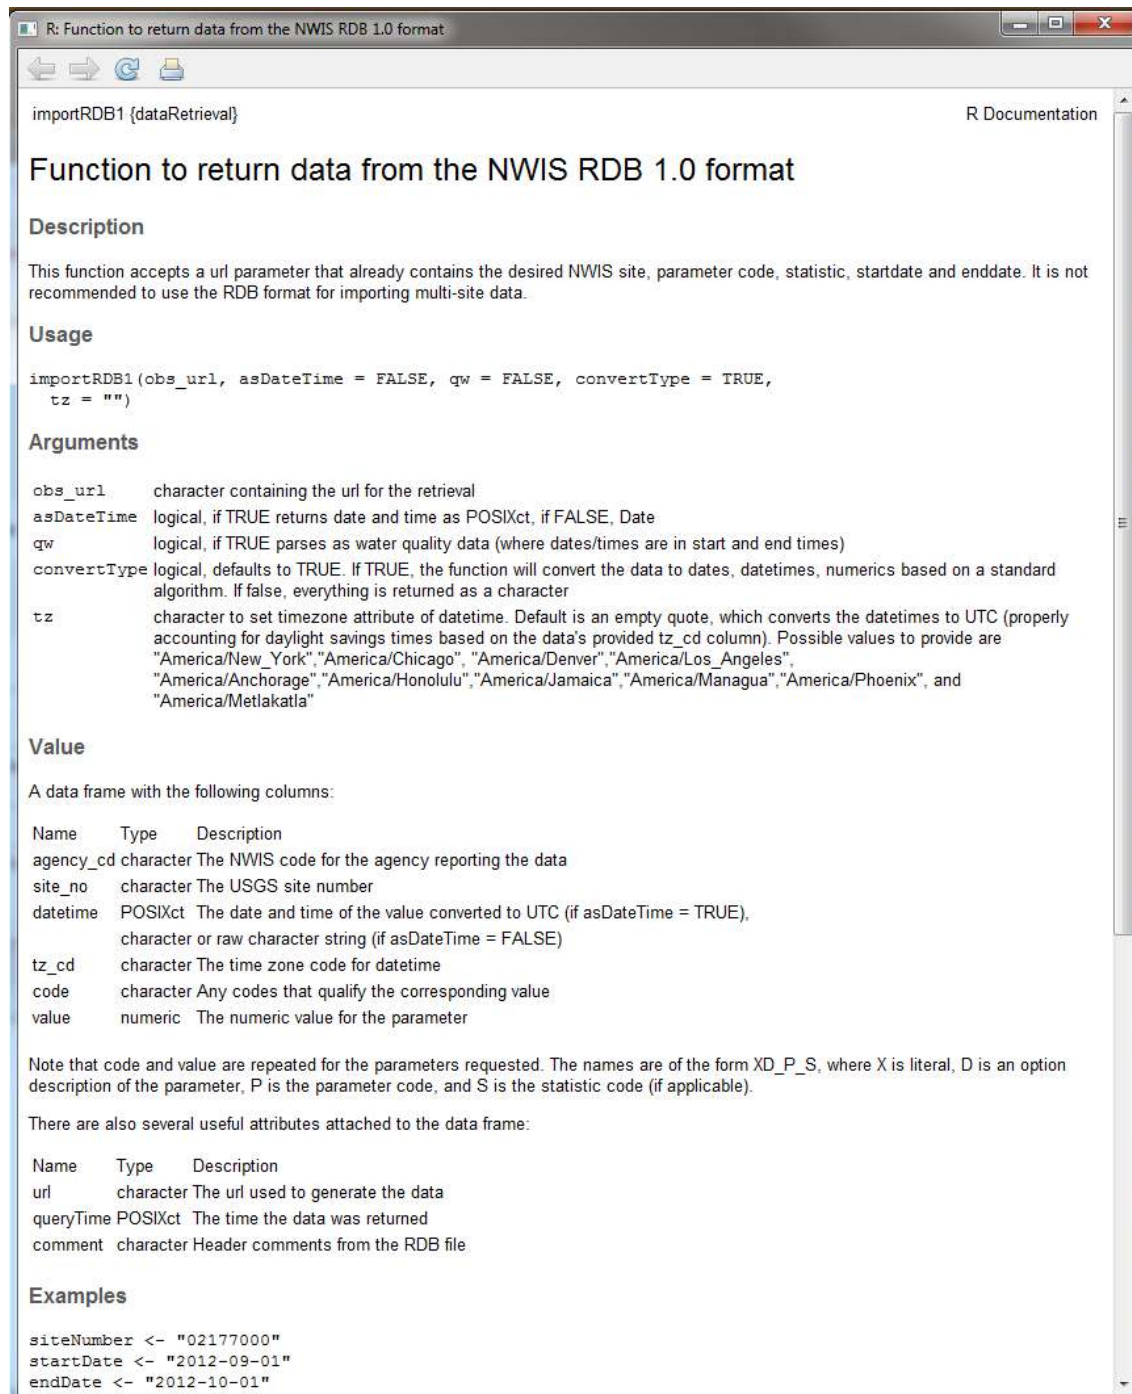 R: Function to return data from the NWIS RDB 1.0 format
importRDB1 {dataRetrieval} R Documentation
Function to return data from the NWIS RDB 1.0 format
Description
This function accepts a url parameter that already contains the desired NWIS site, parameter code, statistic, startdate and enddate. It is not
recommended to use the RDB format for importing multi-site data.
Usage
importRDB1(obs_url, asDateTime = FALSE, qw = FALSE, convertType = TRUE,
tz = "")
Arguments
obs_url character containing the url for the retrieval
asDateTime logical, if TRUE returns date and time as POSIXct, if FALSE, Date
qw logical, if TRUE parses as water quality data (where dates/times are in start and end times)
convertType logical, defaults to TRUE. If TRUE, the function will convert the data to dates, datetimes, numerics based on a standard
algorithm. If false, everything is returned as a character
tz character to set timezone attribute of datetime. Default is an empty quote, which converts the datetimes to UTC (properly
accounting for daylight savings times based on the data's provided tz_cd column). Possible values to provide are
"America/New_York","America/Chicago", "America/Denver","America/Los_Angeles",
"America/Anchorage","America/Honolulu","America/Jamaica","America/Managua","America/Phoenix", and
"America/Metlakatla"
Value
A data frame with the following columns:
Name Type Description
agency_cd character The NWIS code for the agency reporting the data
site_no character The USGS site number
datetime POSIXct The date and time of the value converted to UTC (if asDateTime = TRUE),
character or raw character string (if asDateTime = FALSE)
tz_cd character The time zone code for datetime
code character Any codes that qualify the corresponding value
value numeric The numeric value for the parameter
Note that code and value are repeated for the parameters requested. The names are of the form XD_P_S, where X is literal, D is an option
description of the parameter, P is the parameter code, and S is the statistic code (if applicable).
There are also several useful attributes attached to the data frame:
Name Type Description
url character The url used to generate the data
queryTime POSIXct The time the data was returned
comment character Header comments from the RDB file
Examples
siteNumber <- "02177000"
startDate <- "2012-09-01"
endDate <- "2012-10-01"